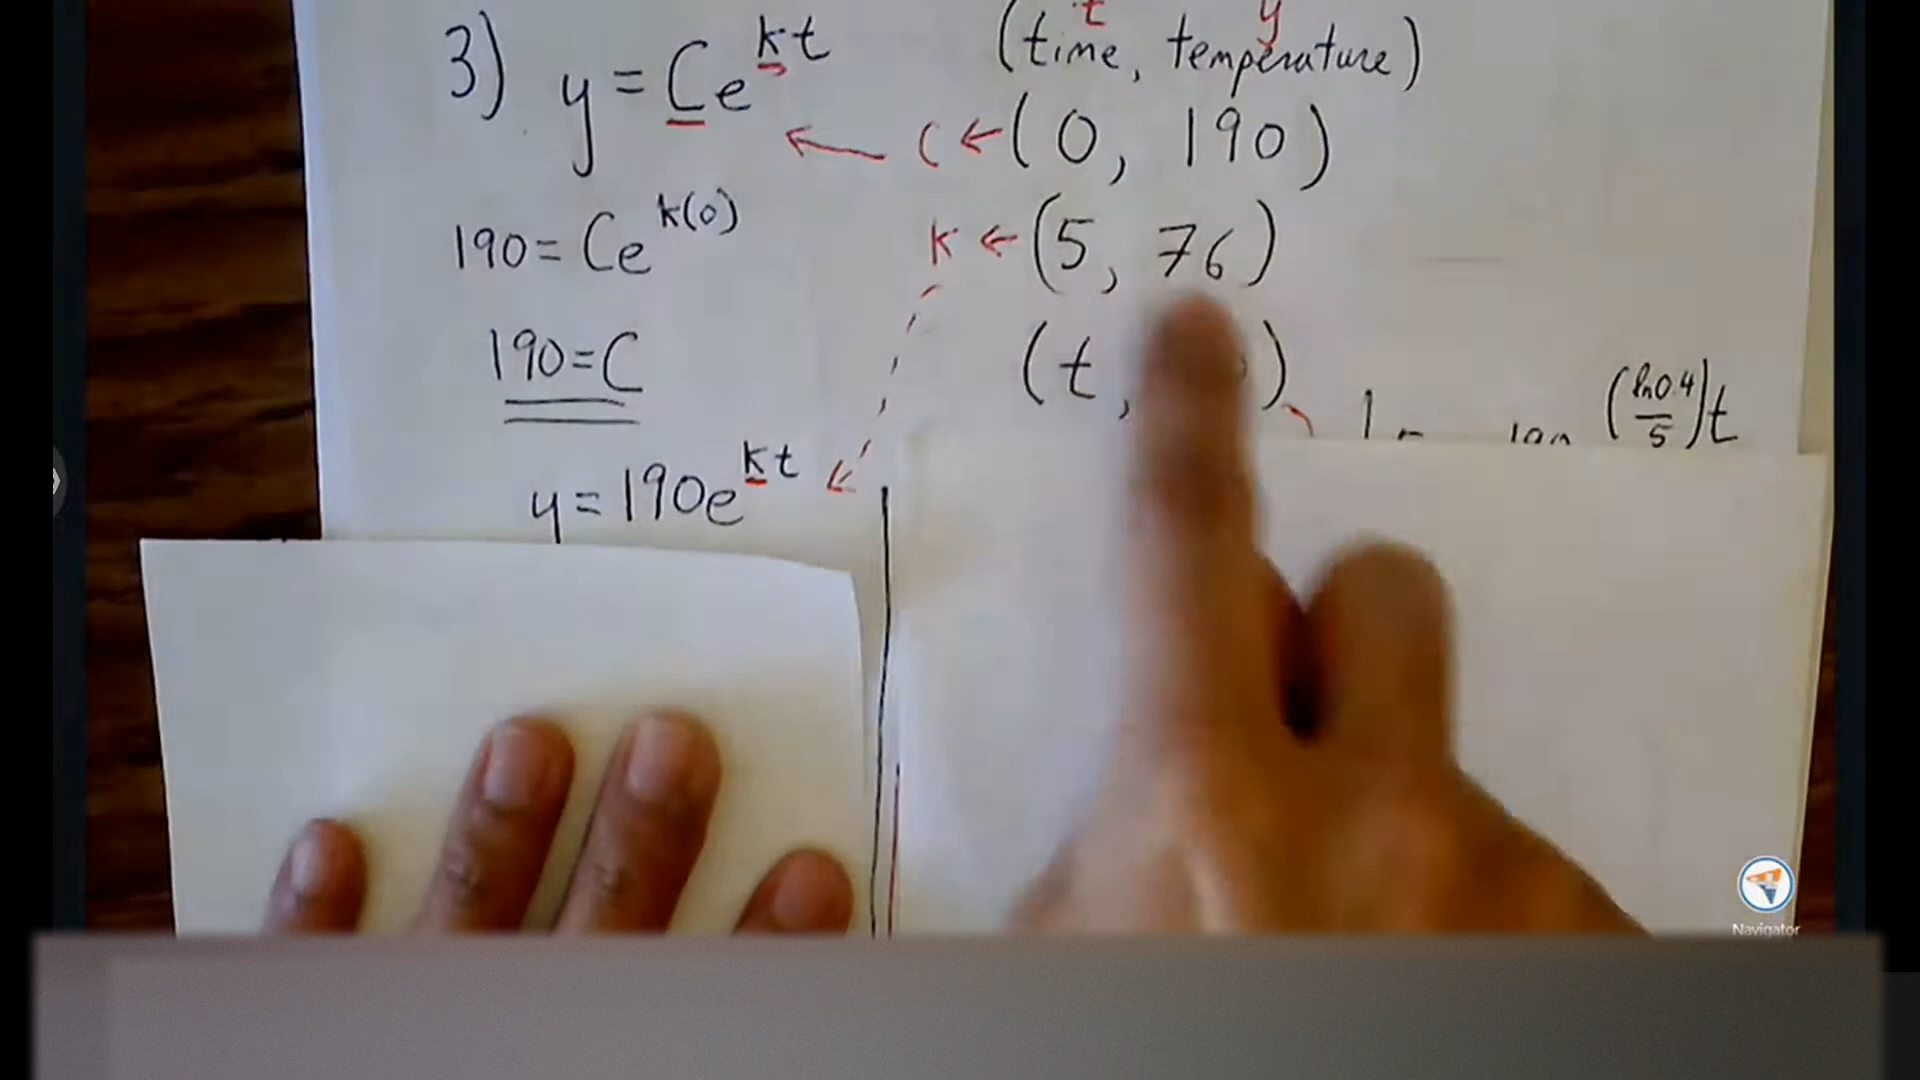 t y
3) y = Ce^{kt} (time, temperature)
← C ← (0, 190)
190 = Ce^{k(0)} k ← (5, 76)
190 = C (t, )
(ln0.4/5)t
y = 190e^{kt}
Navigator